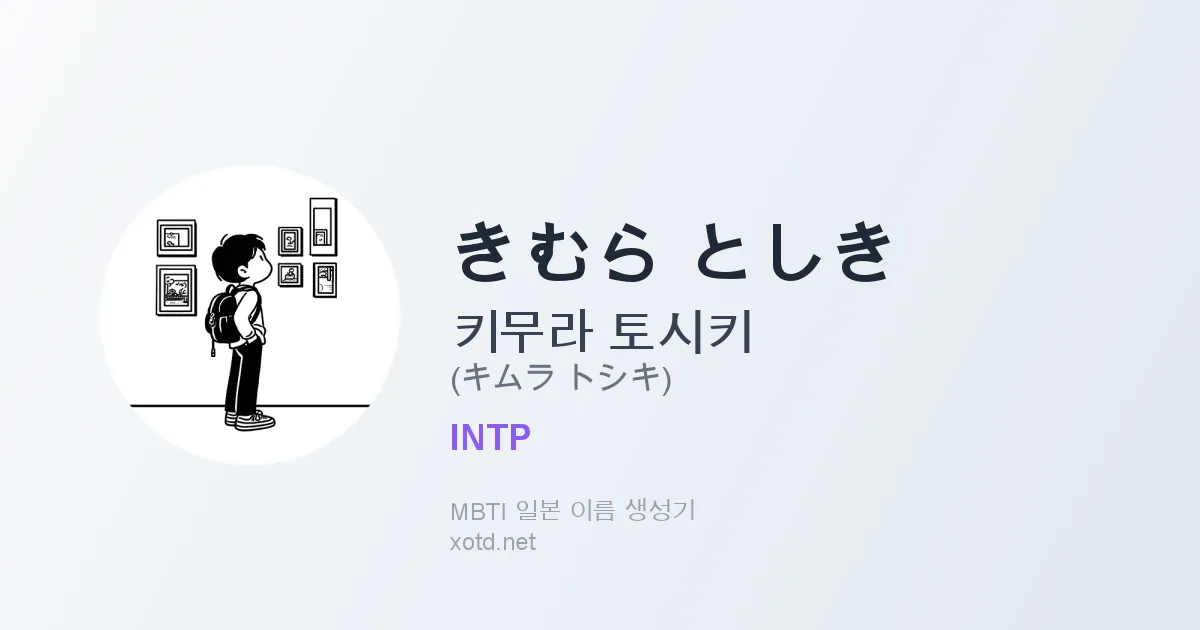 きむら としき
키무라 토시키
(キムラ トシキ)
INTP
MBTI 일본 이름 생성기
xotd.net